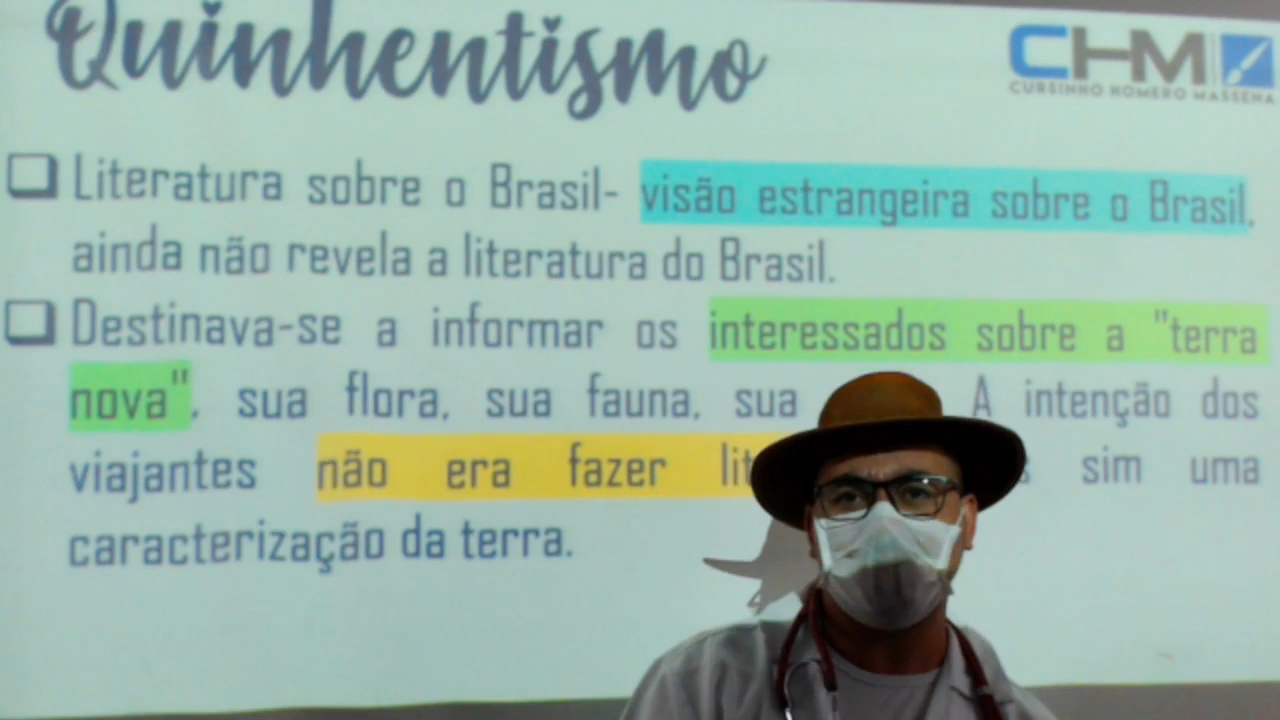 Quinhentismo
CHM
CURSINHO HOMERO MASSENA
Literatura sobre o Brasil- visão estrangeira sobre o Brasil,
ainda não revela a literatura do Brasil.
Destinava-se a informar os interessados sobre a "terra
nova", sua flora, sua fauna, sua A intenção dos
viajantes não era fazer sim uma
caracterização da terra.